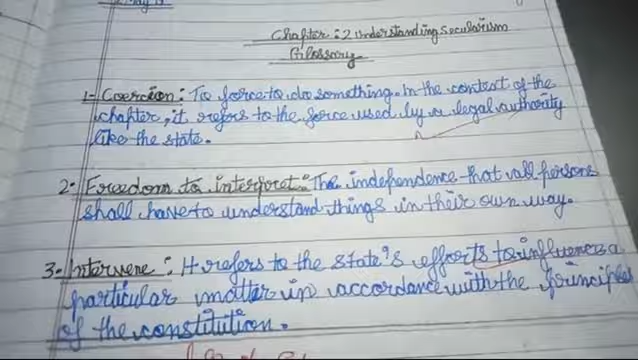 Chapter : 2 Understanding Secularism
Glossary
1- Coercion : To force to do something. In the context of the
chapter, it refers to the force used by a legal authority
like the state.
2- Freedom to interpret : The independence that all persons
shall have to understand things in their own way.
3- Intervene : It refers to the state's efforts to influence a
particular matter in accordance with the principles
of the constitution.